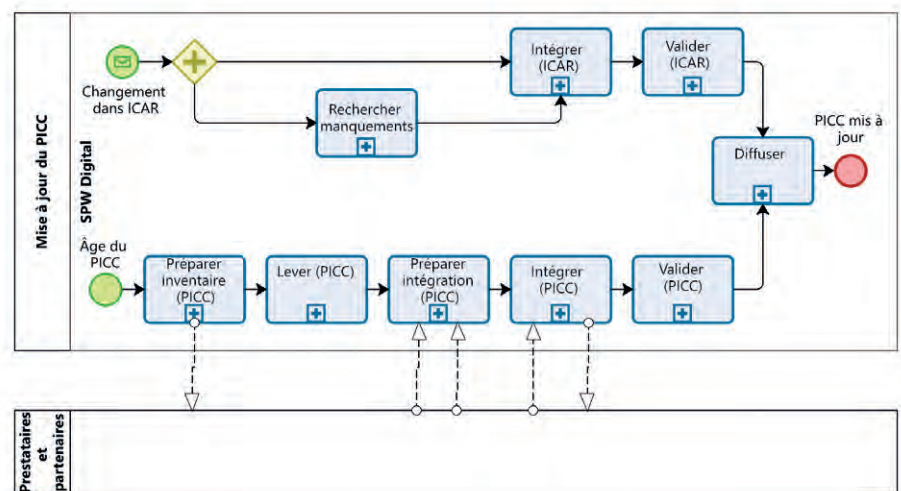 Mise à jour du PICC
SPW Digital
Changement
dans ICAR
Rechercher
manquements
Intégrer
(ICAR)
Valider
(ICAR)
Diffuser
PICC mis à
jour
Âge du
PICC
Préparer
inventaire
(PICC)
Lever (PICC)
Préparer
intégration
(PICC)
Intégrer
(PICC)
Valider
(PICC)
Prestataires
et
partenaires